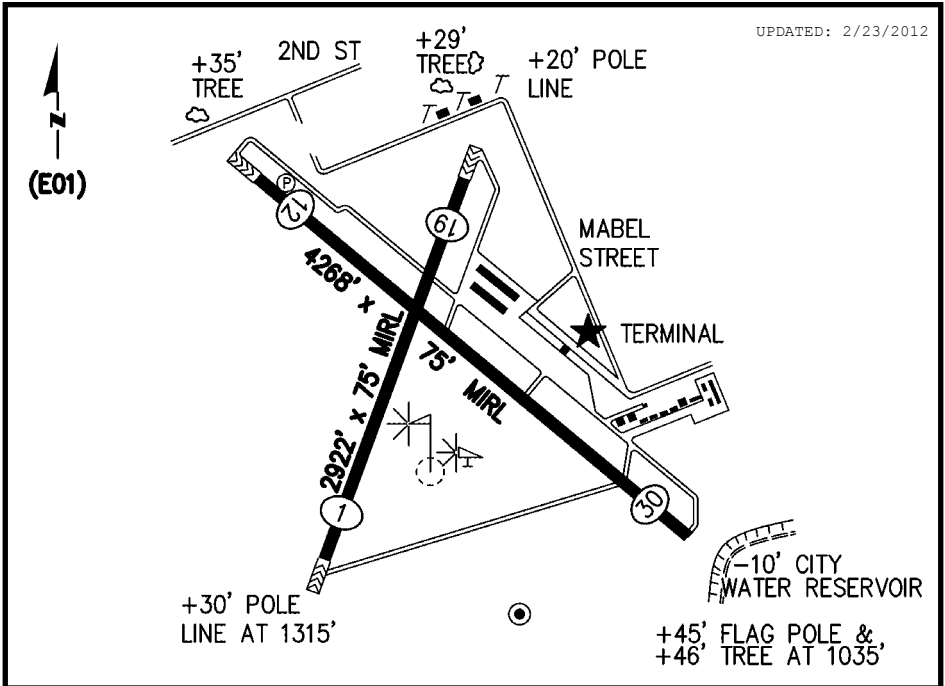 UPDATED: 2/23/2012
+35'
TREE
2ND ST
+29'
TREE
+20' POLE
LINE
N
(E01)
P
12
19
MABEL
STREET
4268' x
75' MIRL
TERMINAL
2922' x 75' MIRL
1
30
-10' CITY
WATER RESERVOIR
+30' POLE
LINE AT 1315'
+45' FLAG POLE &
+46' TREE AT 1035'